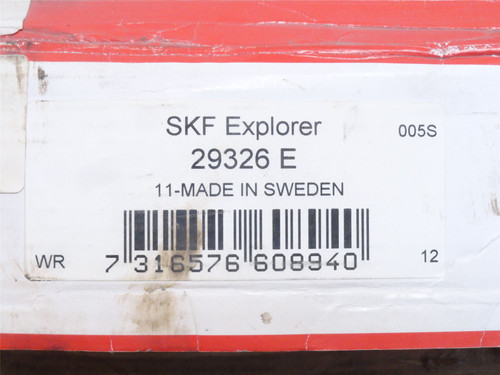 SKF Explorer
005S
29326 E
11-MADE IN SWEDEN
WR
7 316576 608940
12